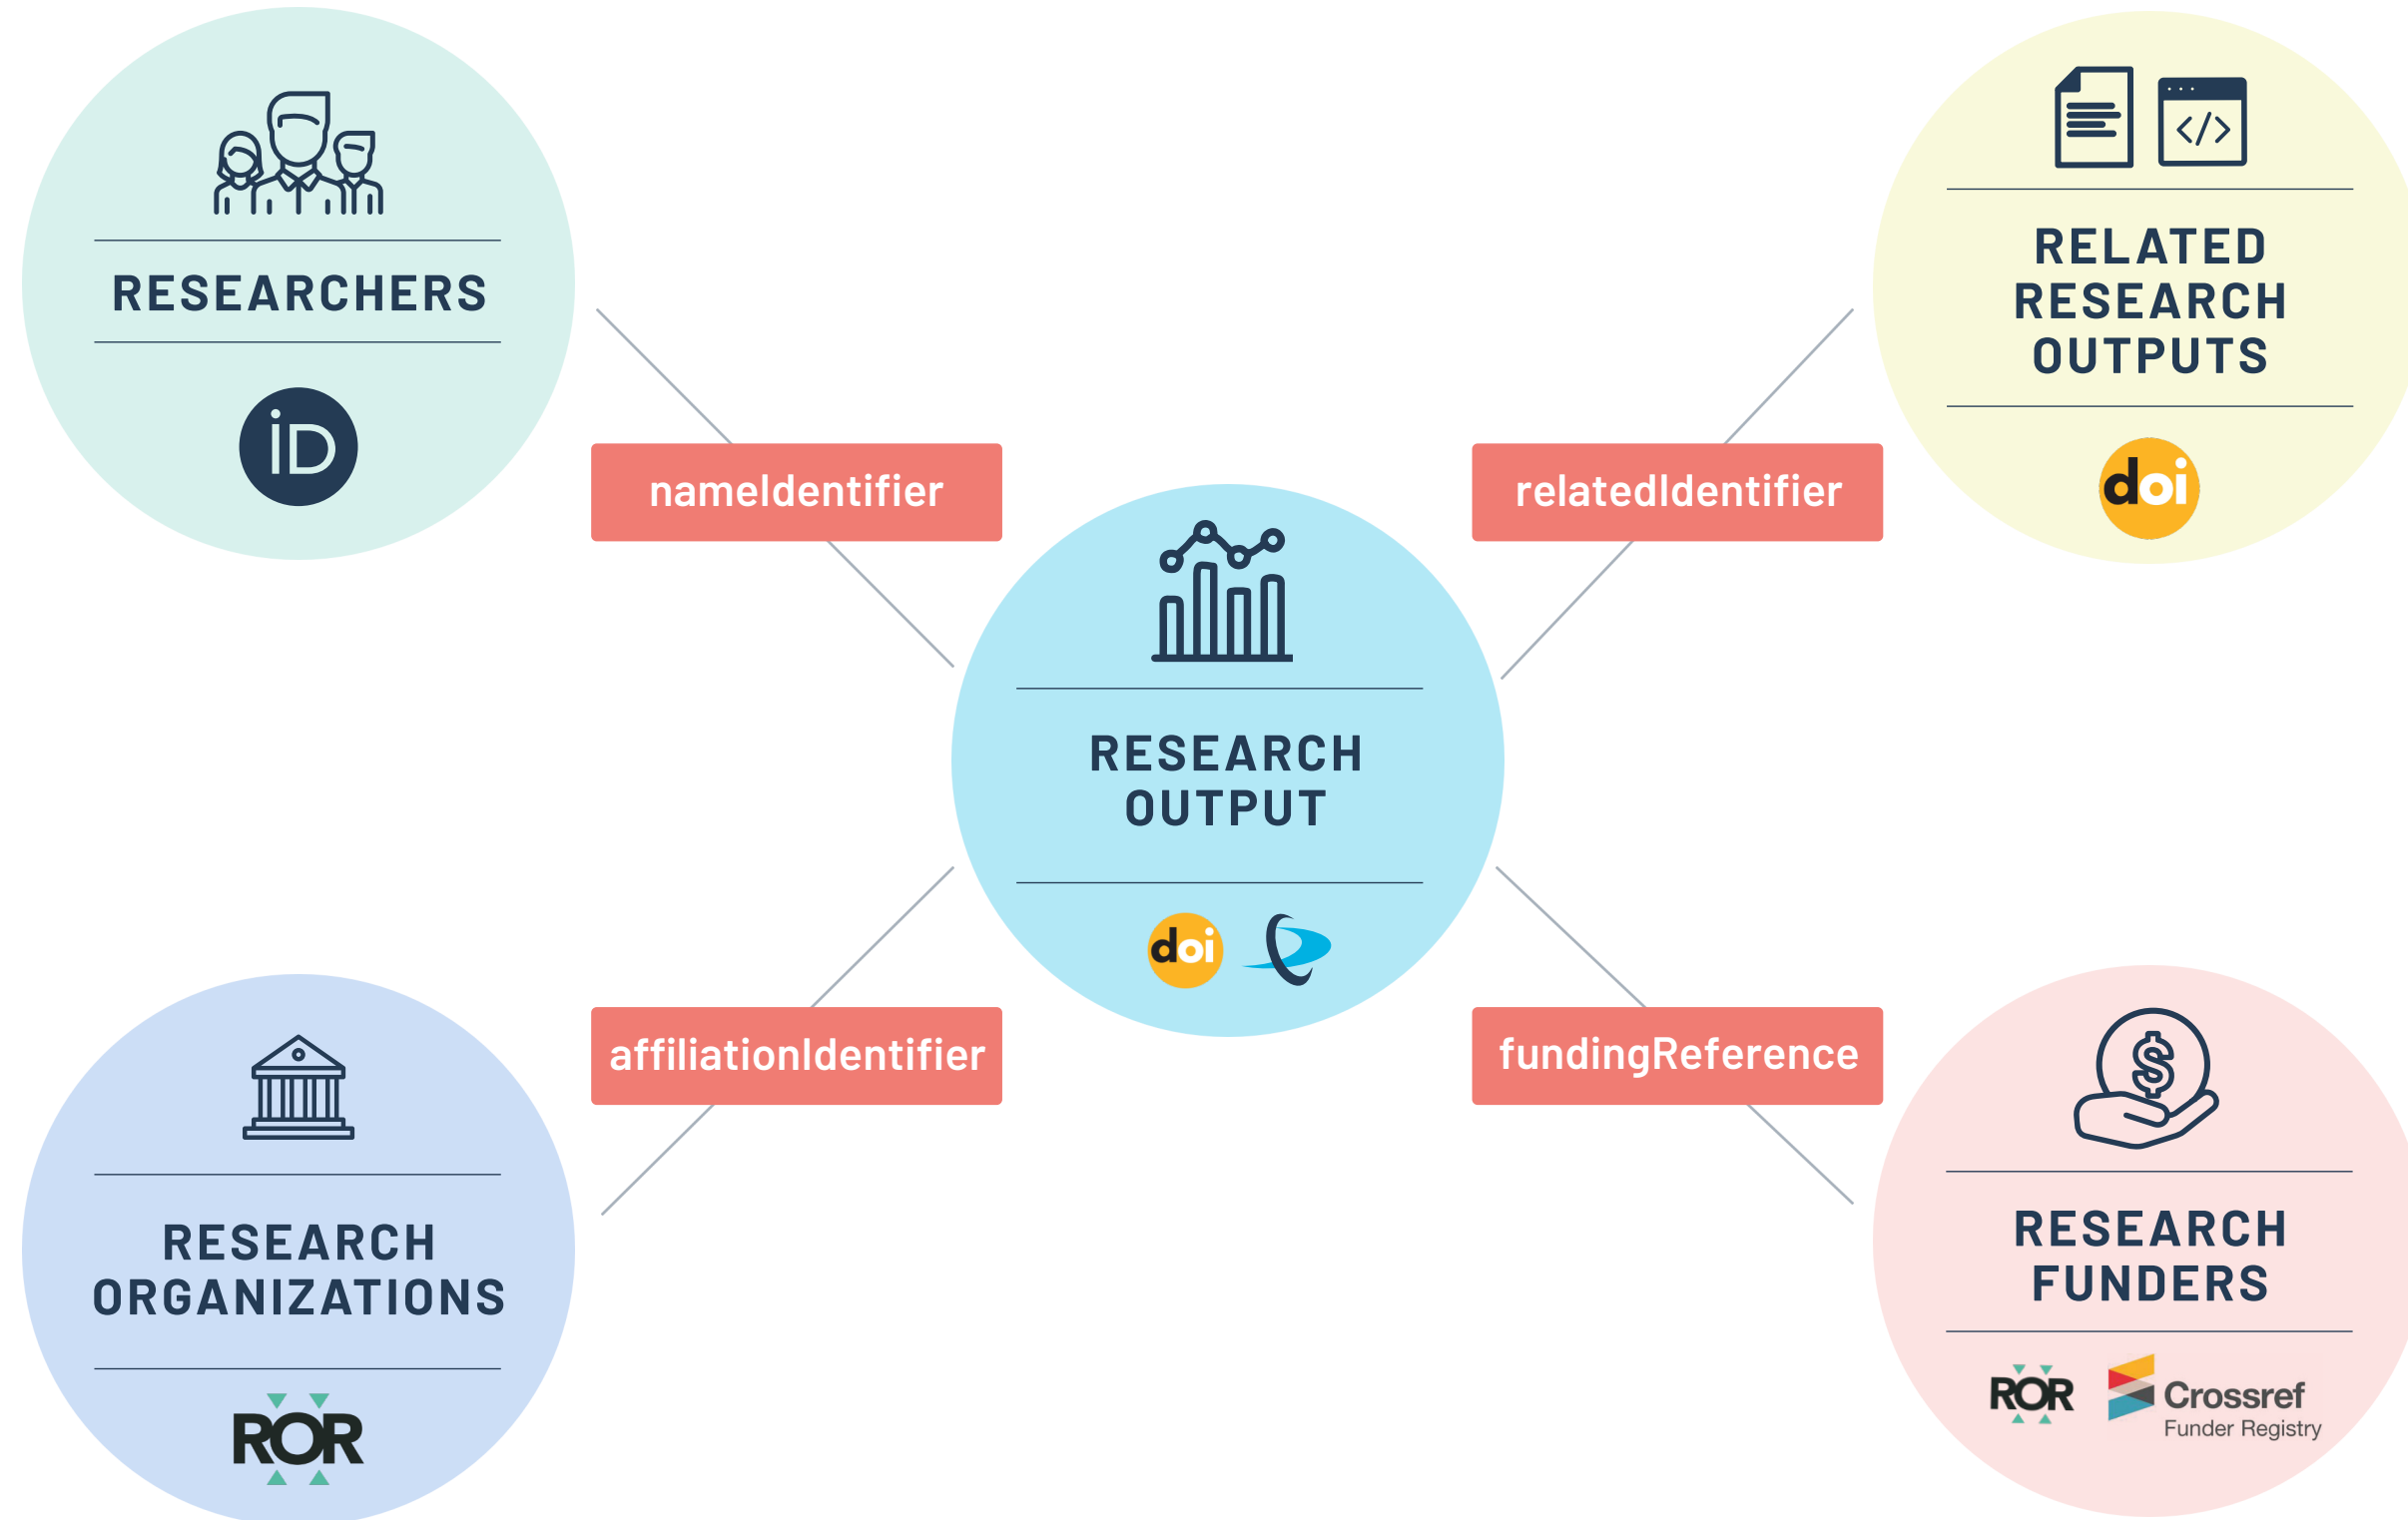 RESEARCHERS
iD
nameIdentifier
RELATED
RESEARCH
OUTPUTS
doi
relatedIdentifier
RESEARCH
OUTPUT
doi
RESEARCH
ORGANIZATIONS
ROR
affiliationIdentifier
fundingReference
$
RESEARCH
FUNDERS
ROR
Crossref
Funder Registry